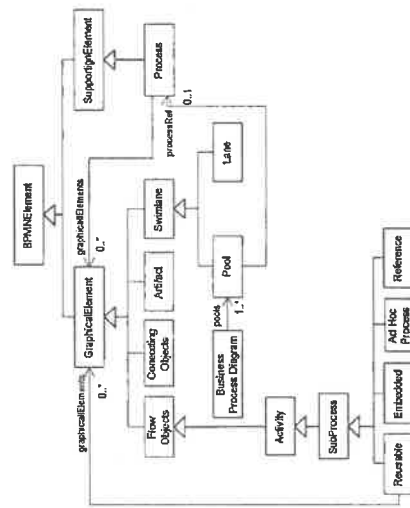 BPMNElement
GraphicalElement
SupportignElement
graphicalElements
0..*
graphicalElements
0..*
Process
processRef
0..1
Flow
Objects
Connecting
Objects
Artifact
Swimlane
Business
Process Diagram
pools
1..*
Pool
Lane
Activity
SubProcess
Reusable
Embedded
Ad Hoc
Process
Reference